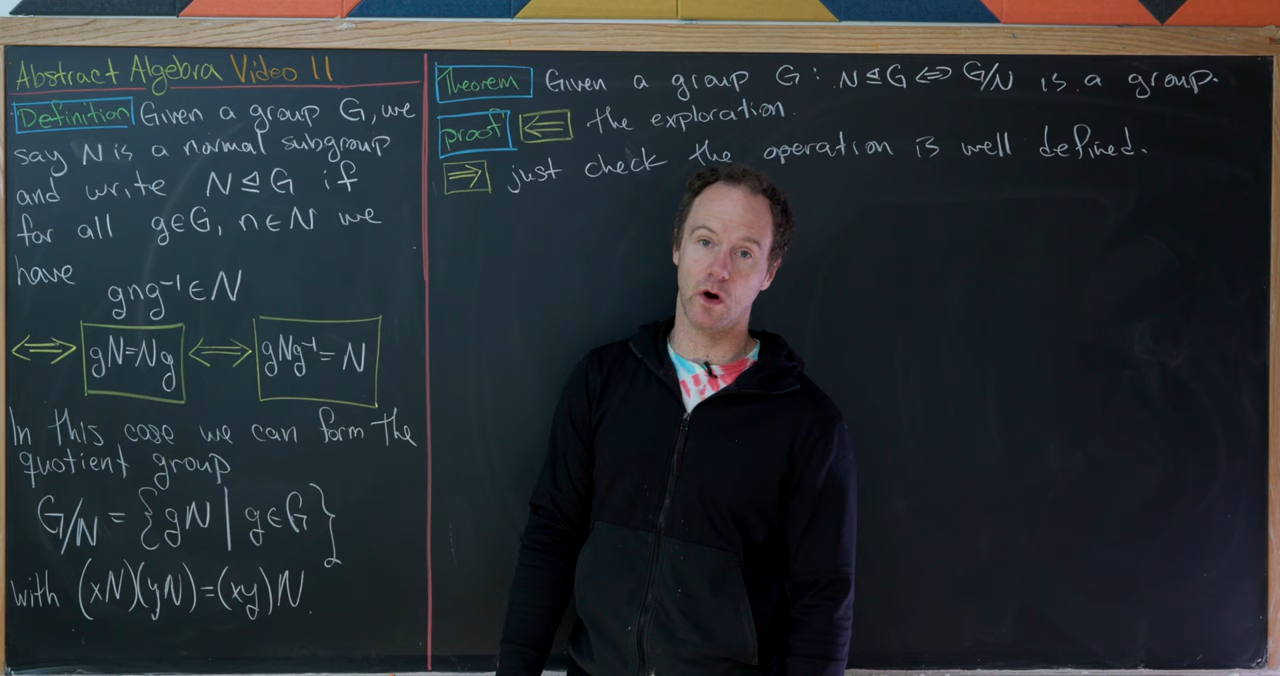 Abstract Algebra Video 11
Definition Given a group G, we
say N is a normal subgroup
and write N⊴G if
for all g∈G, n∈N we
have
gng⁻¹∈N
⟺ gN=Ng ⟺ gNg⁻¹=N
In this case we can form the
quotient group
G/N = {gN | g∈G}
with (xN)(yN)=(xy)N.
Theorem Given a group G: N⊴G ⟺ G/N is a group.
proof ⟸ the exploration.
⟹ just check the operation is well defined.